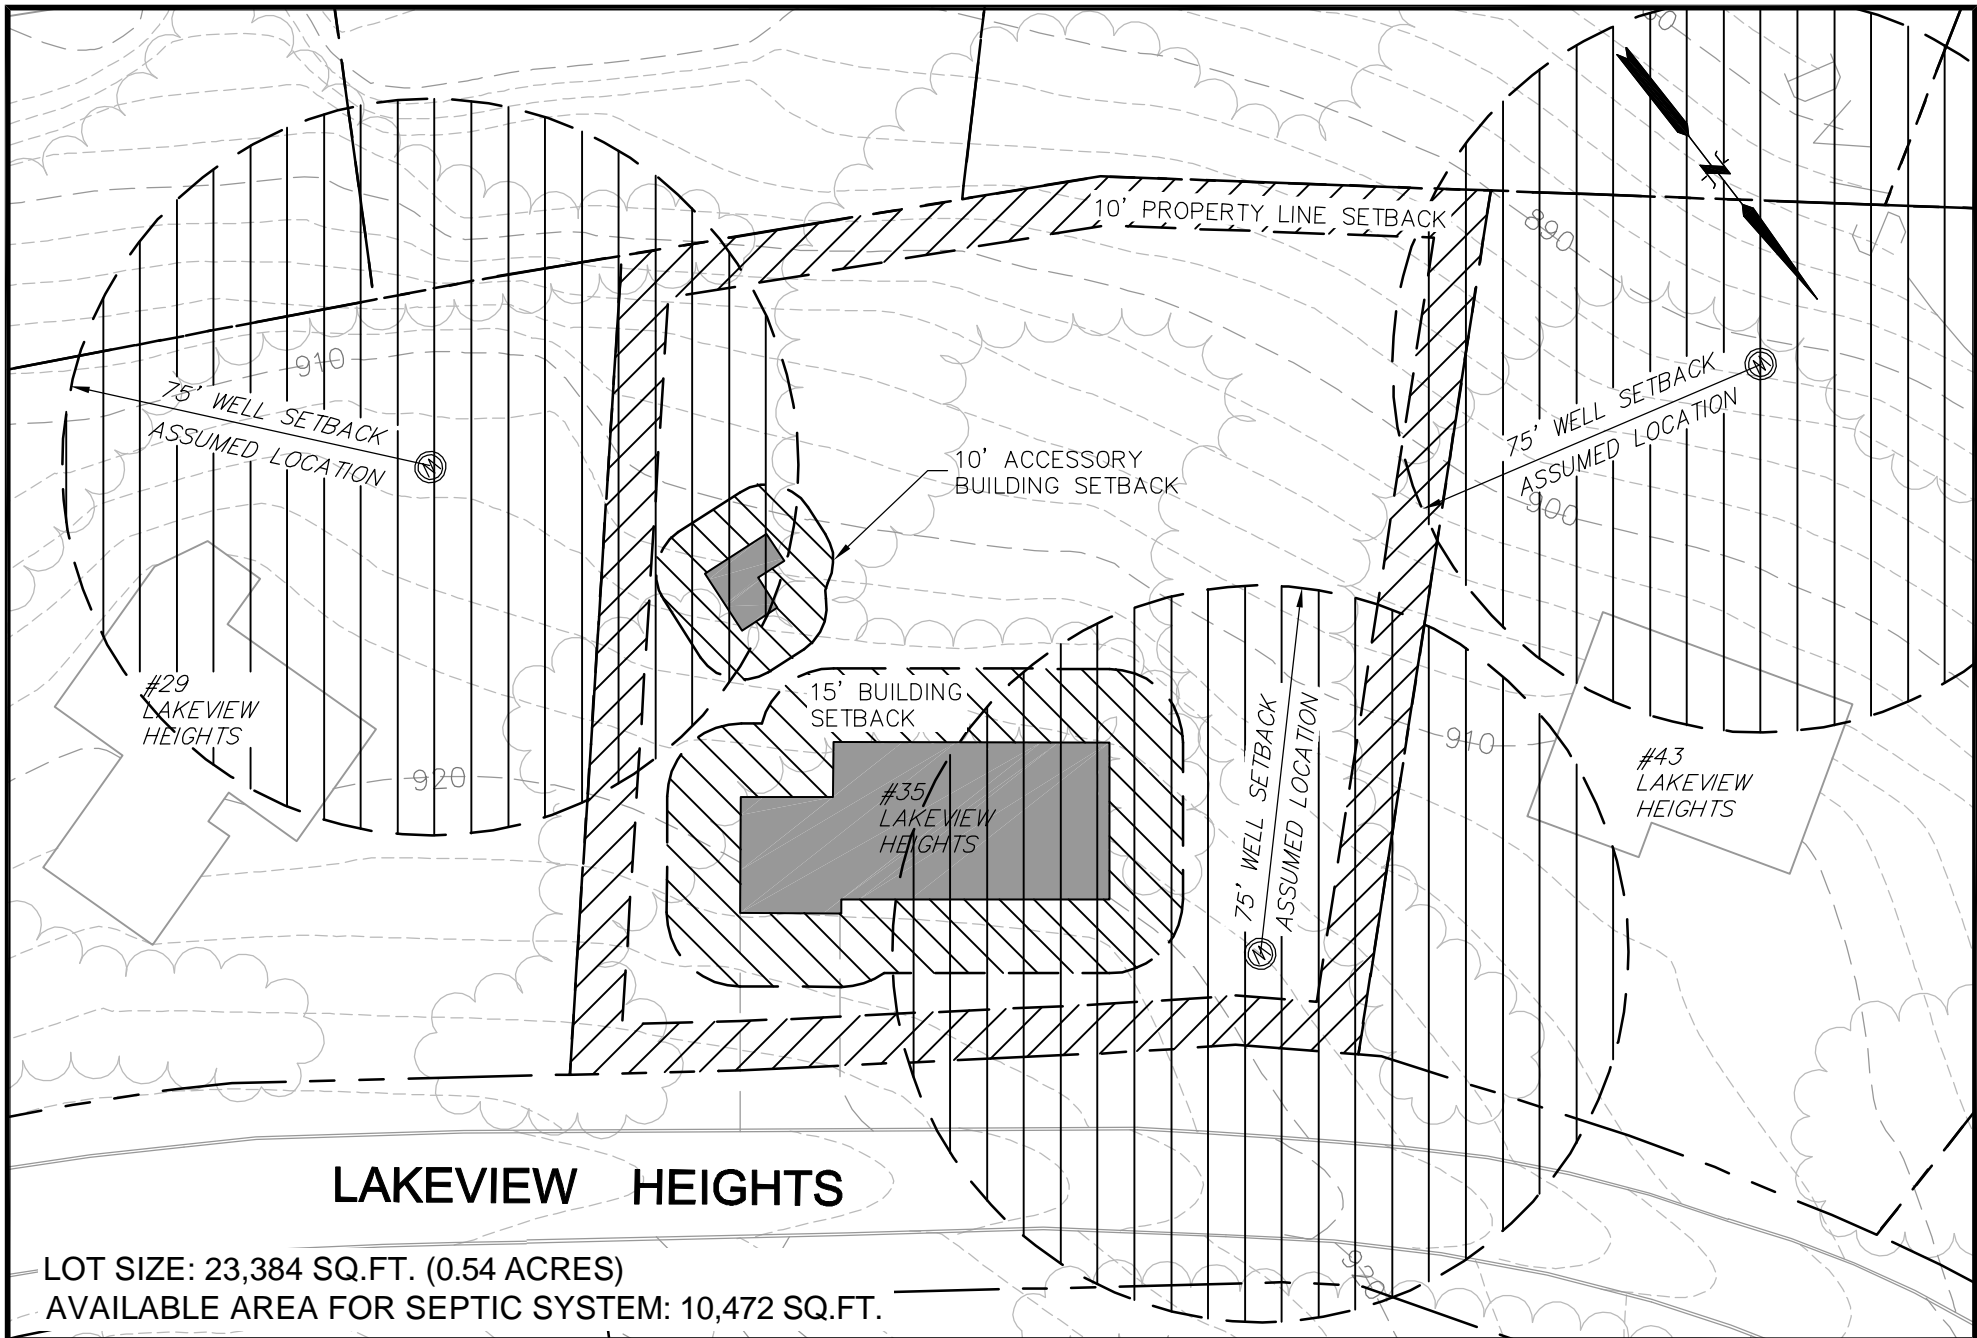 90
10' PROPERTY LINE SETBACK
890
910
75' WELL SETBACK
ASSUMED LOCATION
W
75' WELL SETBACK
ASSUMED LOCATION
W
10' ACCESSORY
BUILDING SETBACK
900
#29
LAKEVIEW
HEIGHTS
15' BUILDING
SETBACK
920
#35
LAKEVIEW
HEIGHTS
75' WELL SETBACK
ASSUMED LOCATION
W
910
#43
LAKEVIEW
HEIGHTS
LAKEVIEW HEIGHTS
LOT SIZE: 23,384 SQ.FT. (0.54 ACRES)
AVAILABLE AREA FOR SEPTIC SYSTEM: 10,472 SQ.FT.